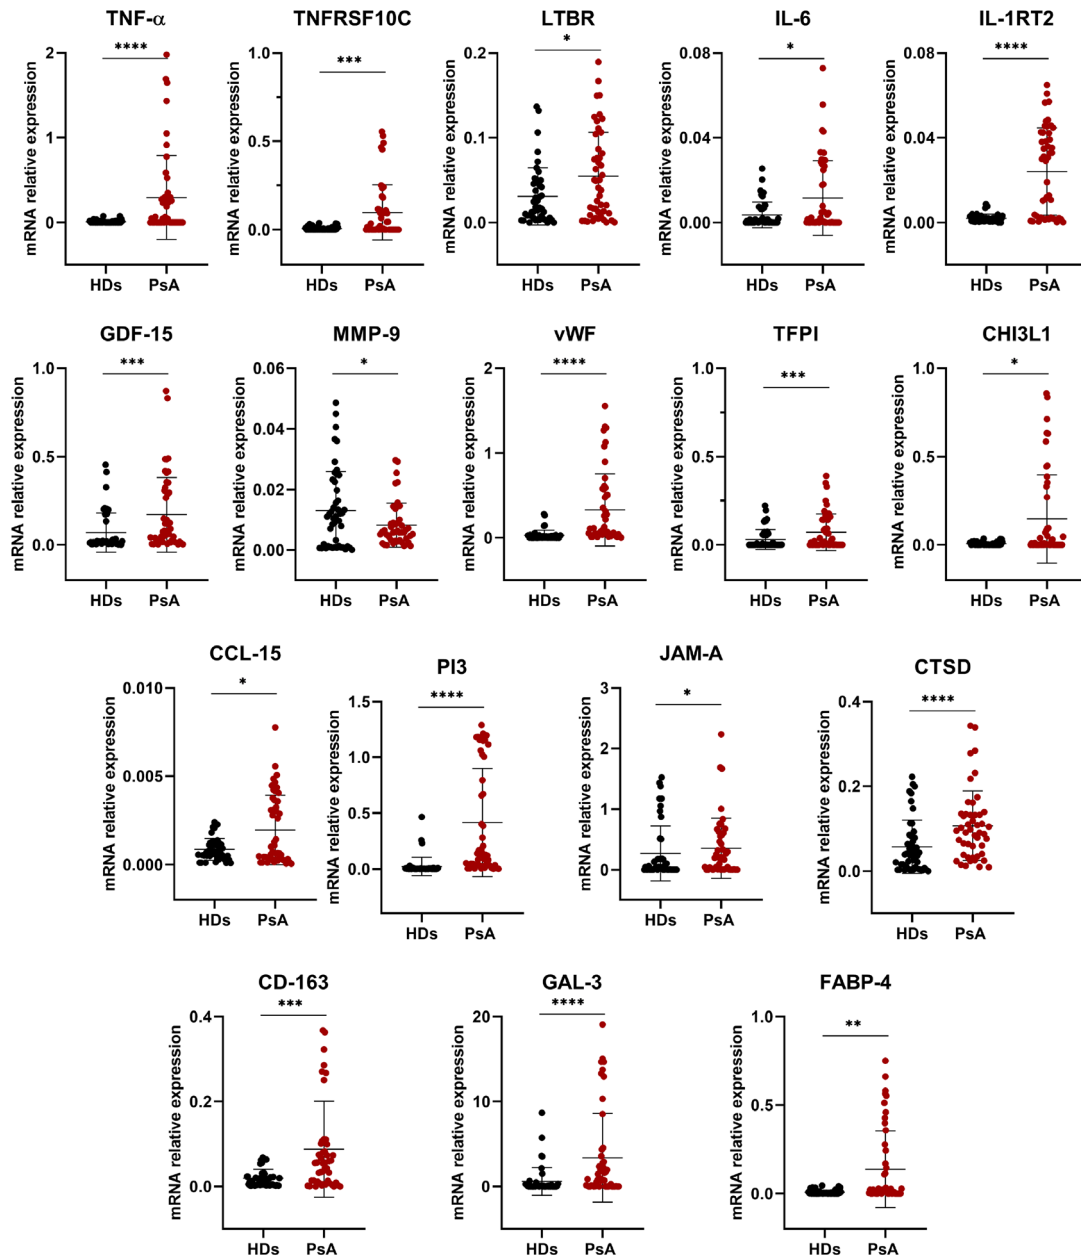 TNF-α TNFRSF10C LTBR IL-6 IL-1RT2
**** *** * * ****
mRNA relative expression 2 1 0
mRNA relative expression 1.0 0.5 0.0
mRNA relative expression 0.2 0.1 0.0
mRNA relative expression 0.08 0.04 0.00
mRNA relative expression 0.08 0.04 0.00
HDs PsA HDs PsA HDs PsA HDs PsA HDs PsA
GDF-15 MMP-9 vWF TFPI CHI3L1
*** * **** *** *
mRNA relative expression 1.0 0.5 0.0
mRNA relative expression 0.06 0.04 0.02 0.00
mRNA relative expression 2 1 0
mRNA relative expression 1.0 0.5 0.0
mRNA relative expression 1.0 0.5 0.0
HDs PsA HDs PsA HDs PsA HDs PsA HDs PsA
CCL-15 PI3 JAM-A CTSD
* **** * ****
mRNA relative expression 0.010 0.005 0.000
mRNA relative expression 1.5 1.0 0.5 0.0
mRNA relative expression 3 2 1 0
mRNA relative expression 0.4 0.2 0.0
HDs PsA HDs PsA HDs PsA HDs PsA
CD-163 GAL-3 FABP-4
*** **** **
mRNA relative expression 0.4 0.2 0.0
mRNA relative expression 20 10 0
mRNA relative expression 1.0 0.5 0.0
HDs PsA HDs PsA HDs PsA